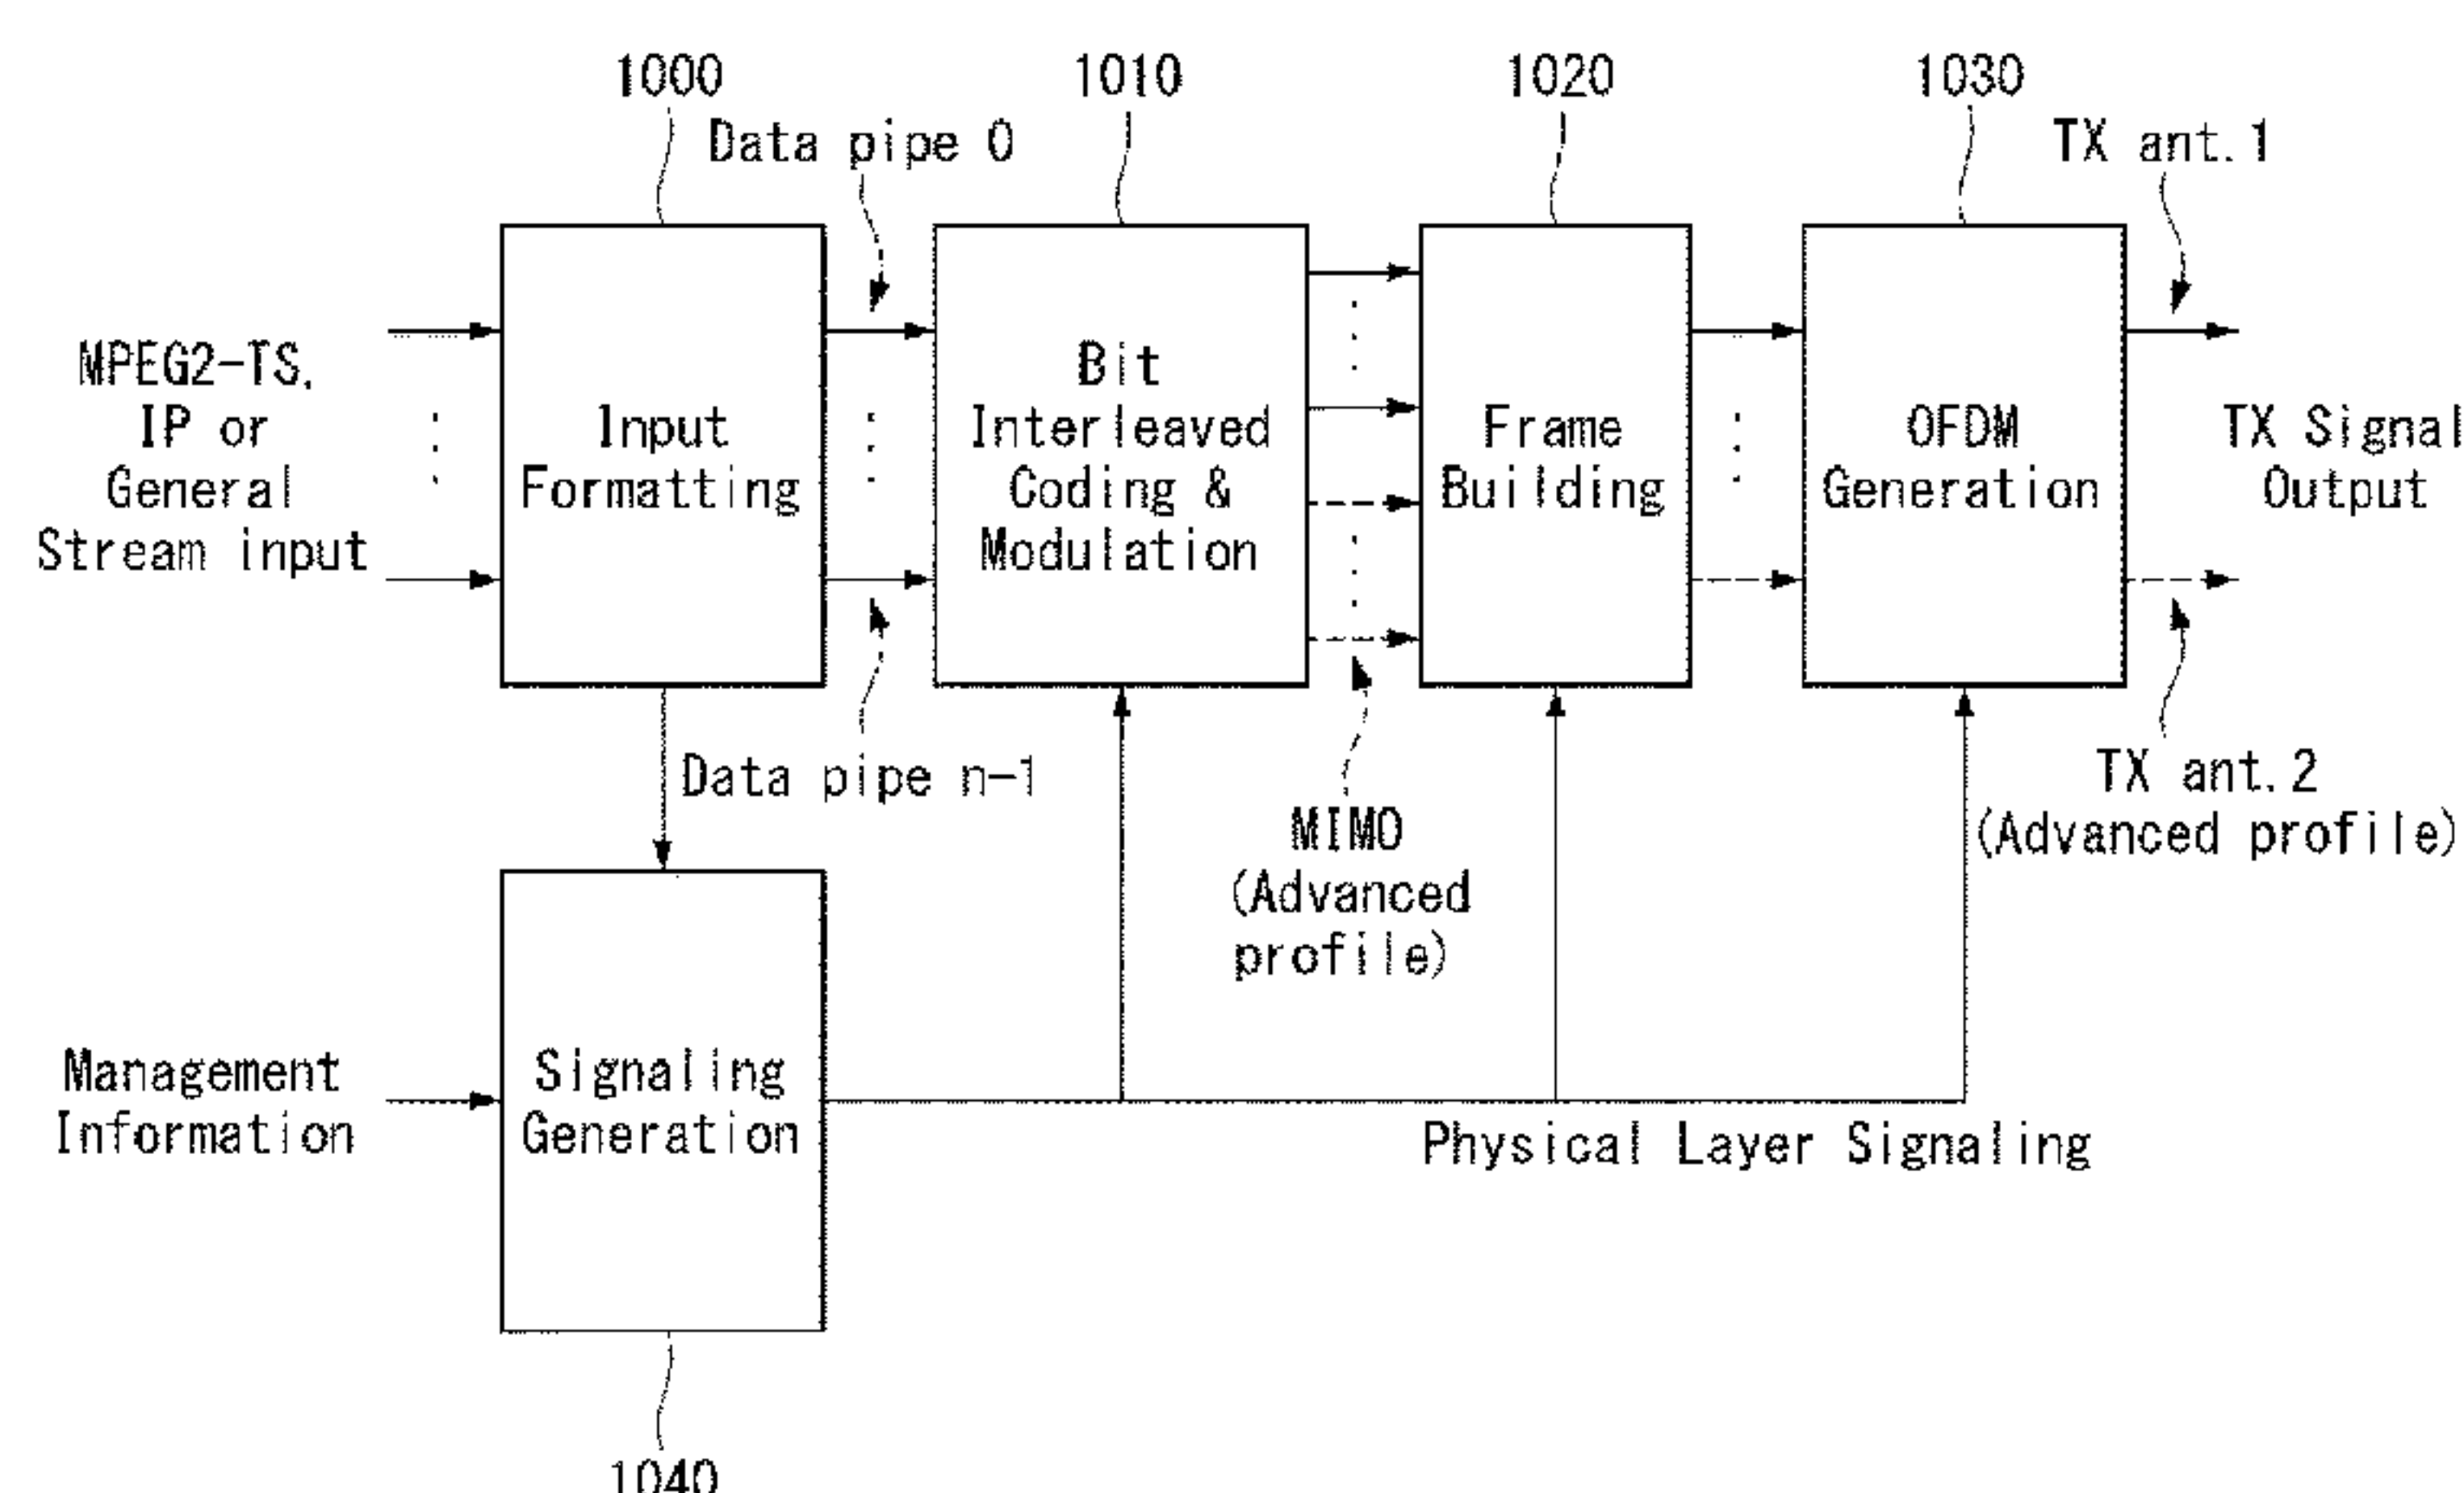 1000
1010
1020
1030
Data pipe 0
TX ant.1
MPEG2-TS,
IP or
General
Stream input
Input
Formatting
Bit
Interleaved
Coding &
Modulation
Frame
Building
OFDM
Generation
TX Signal
Output
Data pipe n-1
MIMO
(Advanced
profile)
TX ant.2
(Advanced profile)
Management
Information
Signaling
Generation
Physical Layer Signaling
1040